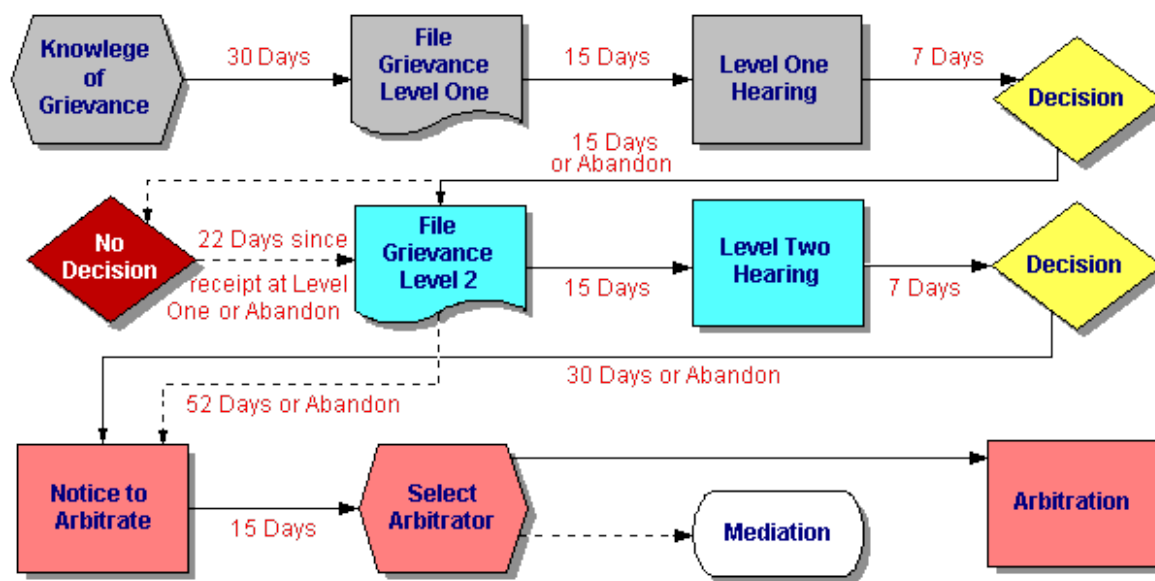 Knowlege
of
Grievance
30 Days
File
Grievance
Level One
15 Days
Level One
Hearing
7 Days
Decision
15 Days
or Abandon
No
Decision
22 Days since
receipt at Level
One or Abandon
File
Grievance
Level 2
15 Days
Level Two
Hearing
7 Days
Decision
30 Days or Abandon
52 Days or Abandon
Notice to
Arbitrate
15 Days
Select
Arbitrator
Mediation
Arbitration